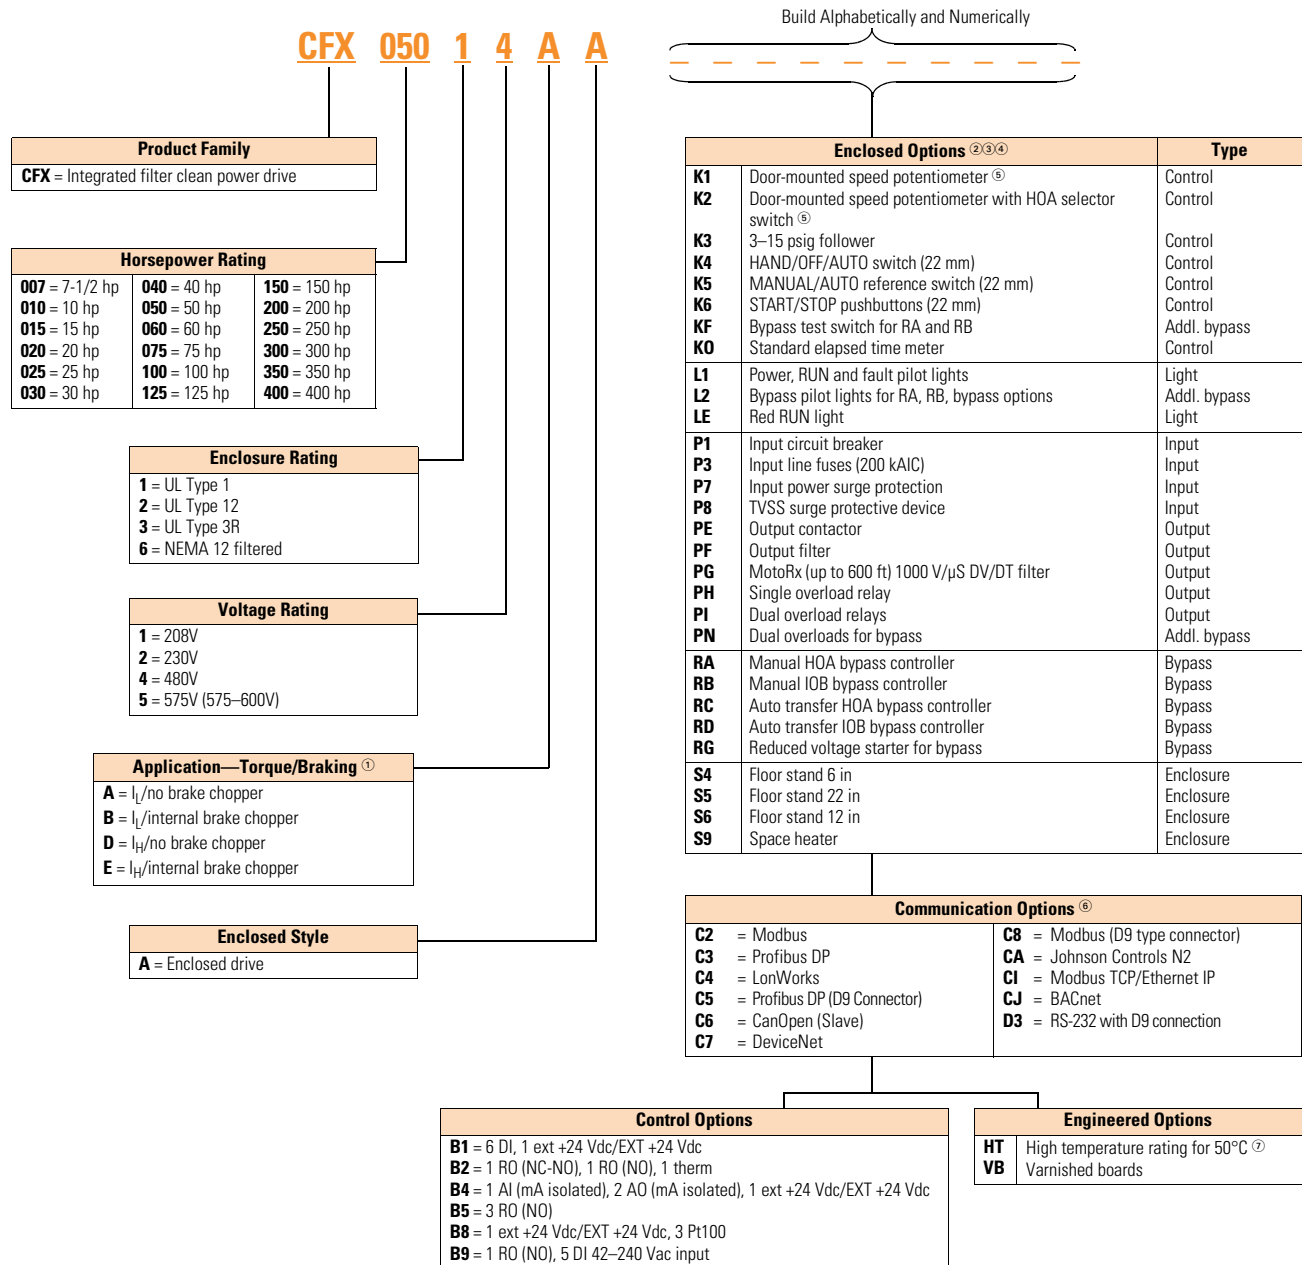 Build Alphabetically and Numerically
CFX 050 1 4 A A
Product Family
CFX = Integrated filter clean power drive
Horsepower Rating
007 = 7-1/2 hp
010 = 10 hp
015 = 15 hp
020 = 20 hp
025 = 25 hp
030 = 30 hp
040 = 40 hp
050 = 50 hp
060 = 60 hp
075 = 75 hp
100 = 100 hp
125 = 125 hp
150 = 150 hp
200 = 200 hp
250 = 250 hp
300 = 300 hp
350 = 350 hp
400 = 400 hp
Enclosure Rating
1 = UL Type 1
2 = UL Type 12
3 = UL Type 3R
6 = NEMA 12 filtered
Voltage Rating
1 = 208V
2 = 230V
4 = 480V
5 = 575V (575–600V)
Application—Torque/Braking ①
A = IL/no brake chopper
B = IL/internal brake chopper
D = IH/no brake chopper
E = IH/internal brake chopper
Enclosed Style
A = Enclosed drive
Enclosed Options ②③④ Type
K1 Door-mounted speed potentiometer ⑤ Control
K2 Door-mounted speed potentiometer with HOA selector Control
switch ⑤
K3 3–15 psig follower Control
K4 HAND/OFF/AUTO switch (22 mm) Control
K5 MANUAL/AUTO reference switch (22 mm) Control
K6 START/STOP pushbuttons (22 mm) Control
KF Bypass test switch for RA and RB Addl. bypass
KO Standard elapsed time meter Control
L1 Power, RUN and fault pilot lights Light
L2 Bypass pilot lights for RA, RB, bypass options Addl. bypass
LE Red RUN light Light
P1 Input circuit breaker Input
P3 Input line fuses (200 kAIC) Input
P7 Input power surge protection Input
P8 TVSS surge protective device Input
PE Output contactor Output
PF Output filter Output
PG MotoRx (up to 600 ft) 1000 V/µS DV/DT filter Output
PH Single overload relay Output
PI Dual overload relays Output
PN Dual overloads for bypass Addl. bypass
RA Manual HOA bypass controller Bypass
RB Manual IOB bypass controller Bypass
RC Auto transfer HOA bypass controller Bypass
RD Auto transfer IOB bypass controller Bypass
RG Reduced voltage starter for bypass Bypass
S4 Floor stand 6 in Enclosure
S5 Floor stand 22 in Enclosure
S6 Floor stand 12 in Enclosure
S9 Space heater Enclosure
Communication Options ⑥
C2 = Modbus
C3 = Profibus DP
C4 = LonWorks
C5 = Profibus DP (D9 Connector)
C6 = CanOpen (Slave)
C7 = DeviceNet
C8 = Modbus (D9 type connector)
CA = Johnson Controls N2
CI = Modbus TCP/Ethernet IP
CJ = BACnet
D3 = RS-232 with D9 connection
Control Options
B1 = 6 DI, 1 ext +24 Vdc/EXT +24 Vdc
B2 = 1 RO (NC-NO), 1 RO (NO), 1 therm
B4 = 1 AI (mA isolated), 2 AO (mA isolated), 1 ext +24 Vdc/EXT +24 Vdc
B5 = 3 RO (NO)
B8 = 1 ext +24 Vdc/EXT +24 Vdc, 3 Pt100
B9 = 1 RO (NO), 5 DI 42–240 Vac input
Engineered Options
HT High temperature rating for 50°C ⑦
VB Varnished boards